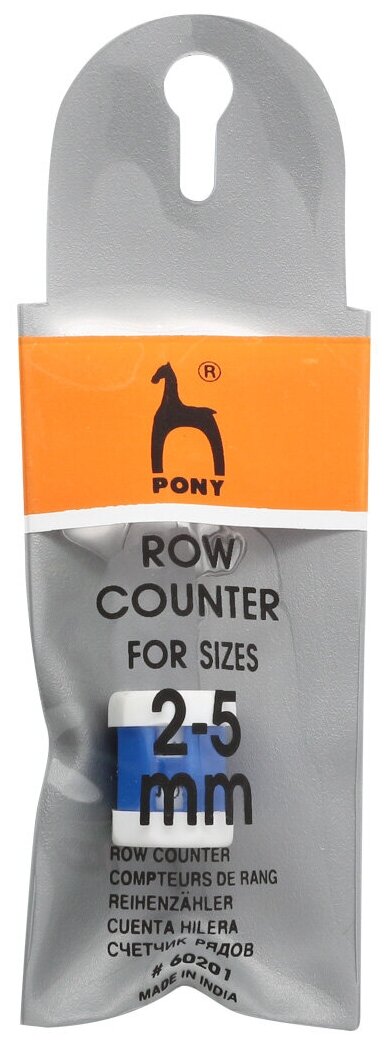 ®
PONY
ROW
COUNTER
FOR SIZES
2-5
mm
ROW COUNTER
COMPTEURS DE RANG
REIHENZÄHLER
CUENTA HILERA
СЧЕТЧИК РЯДОВ
# 60201
MADE IN INDIA